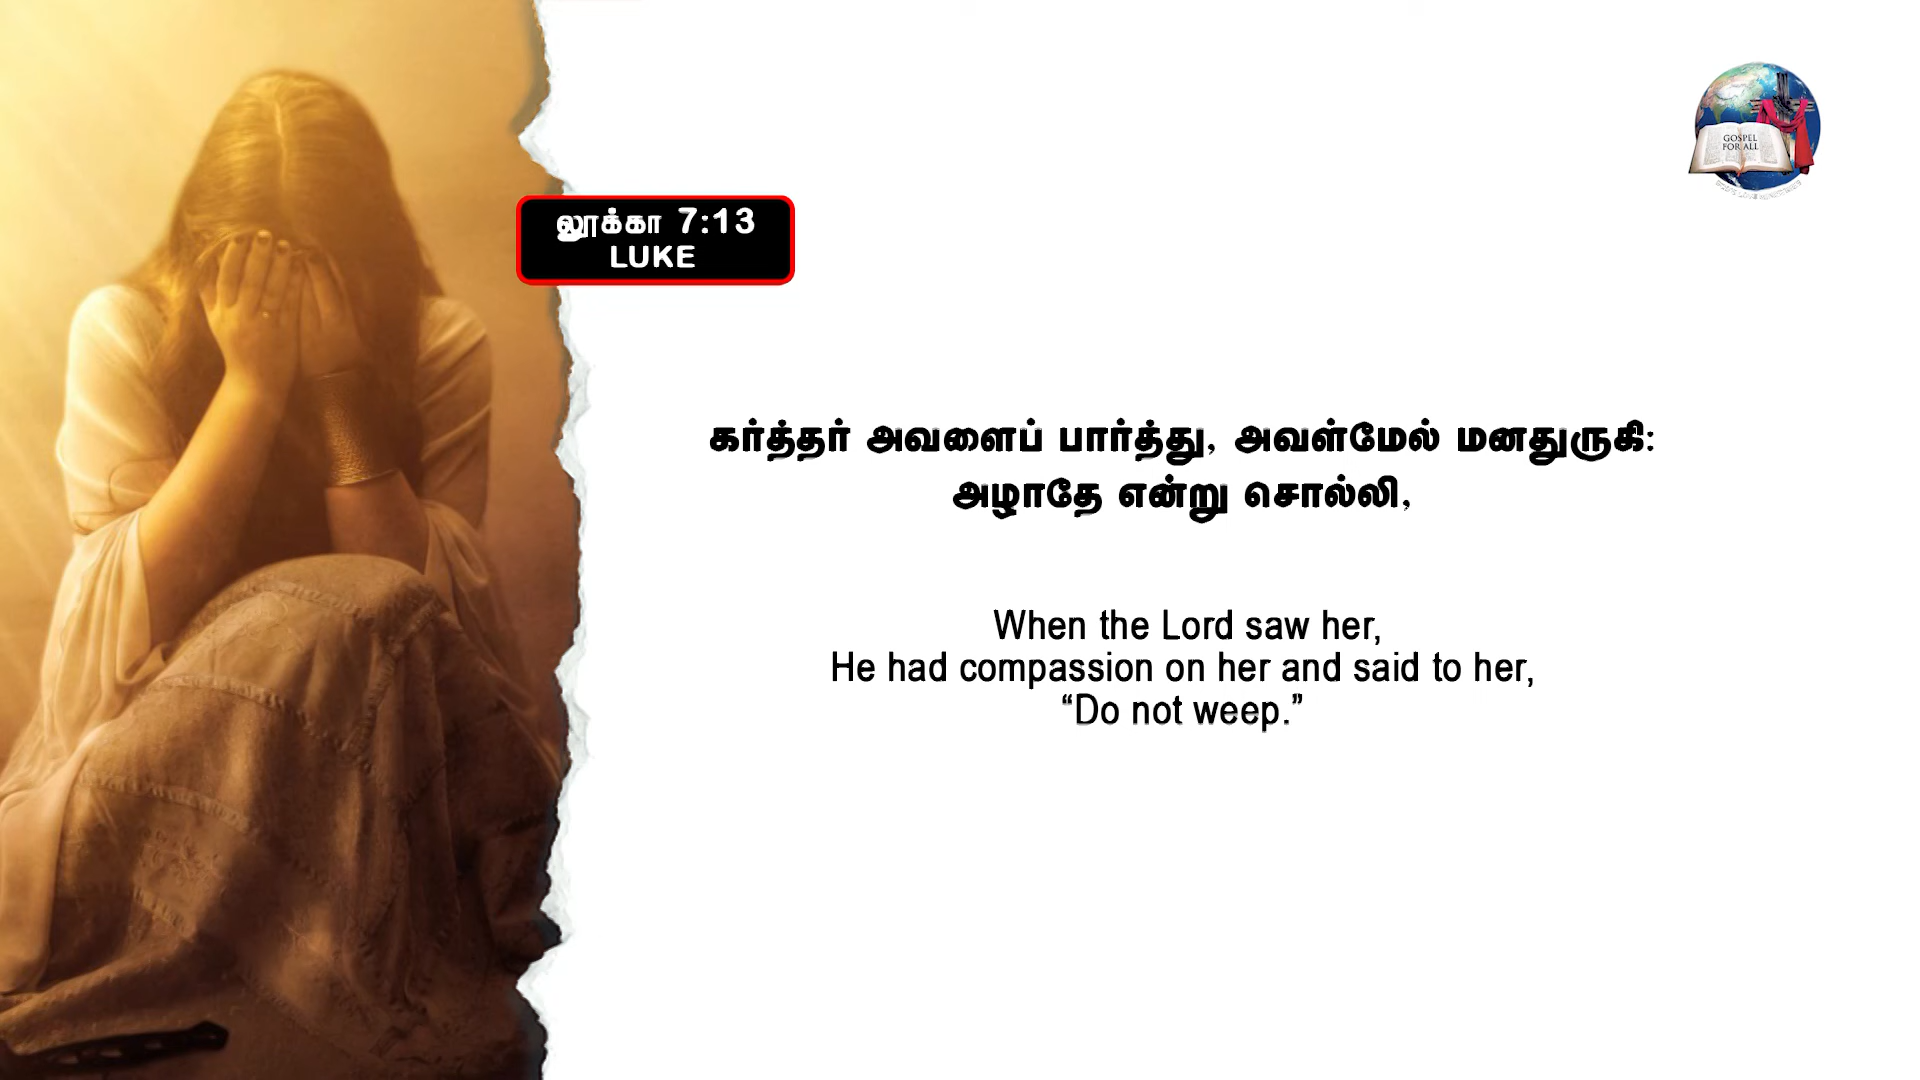 GOSPEL
FOR ALL
லூக்கா 7:13
LUKE
கர்த்தர் அவளைப் பார்த்து, அவள்மேல் மனதுருகி:
அழாதே என்று சொல்லி,
When the Lord saw her,
He had compassion on her and said to her,
“Do not weep.”